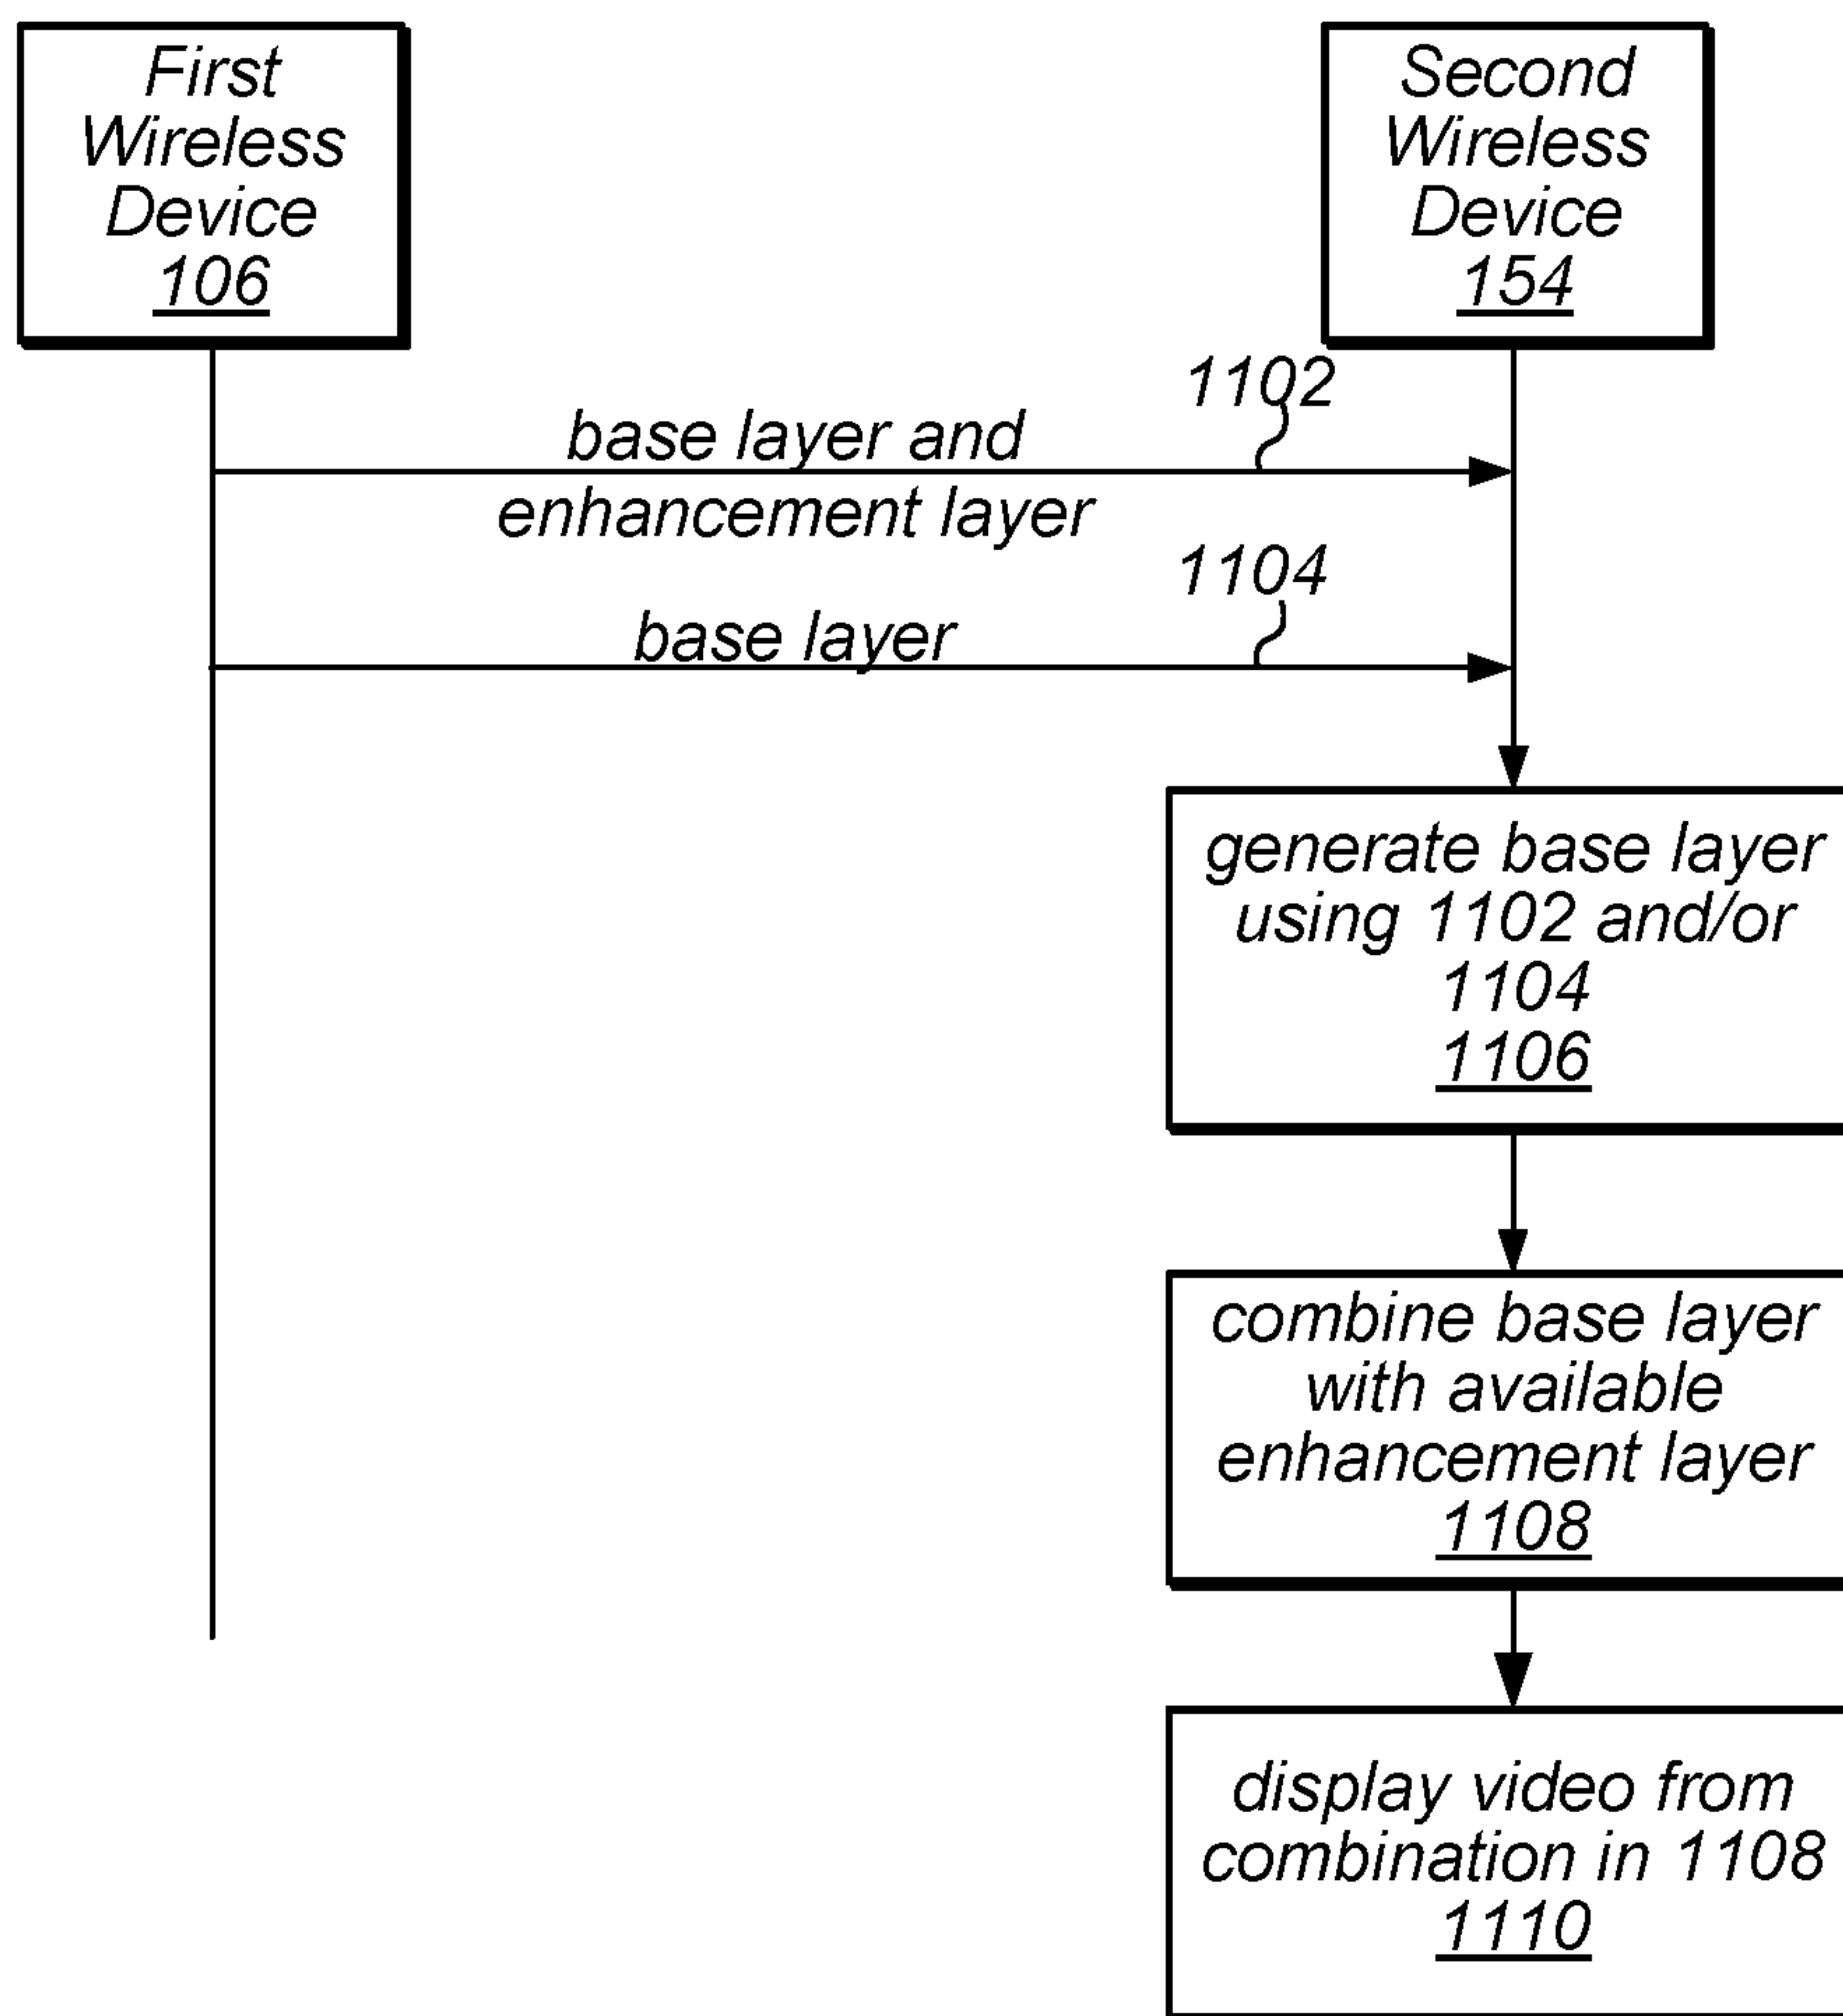 First
Wireless
Device
106
Second
Wireless
Device
154
1102
base layer and
enhancement layer
1104
base layer
generate base layer
using 1102 and/or
1104
1106
combine base layer
with available
enhancement layer
1108
display video from
combination in 1108
1110